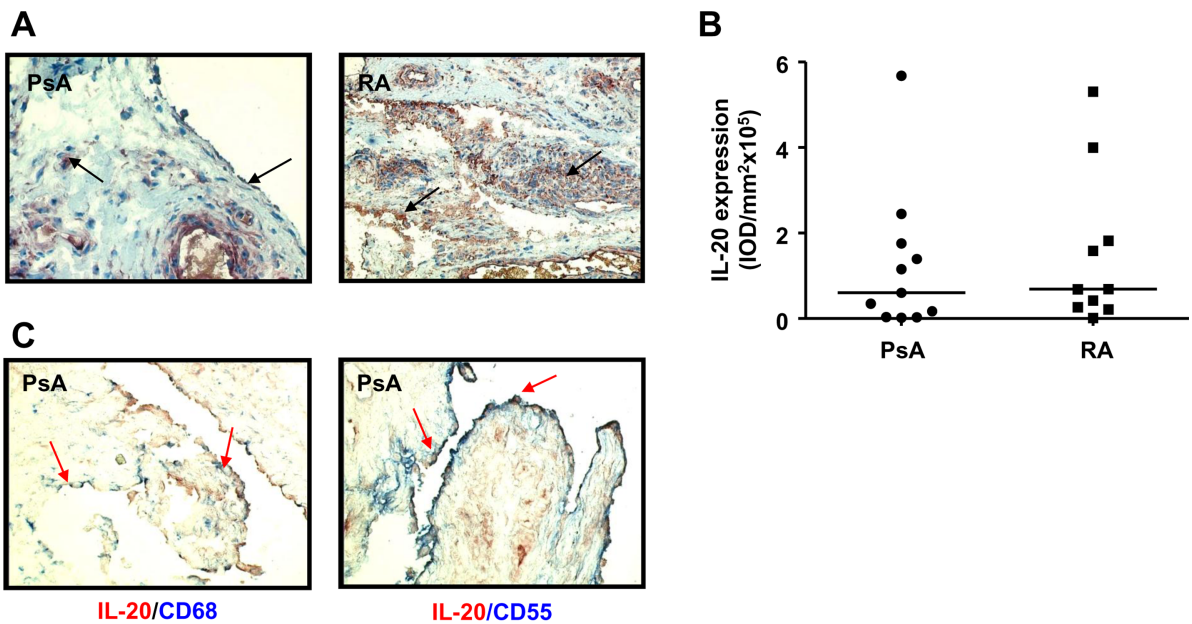 A
PsA
RA
B
IL-20 expression
(IOD/mm²x10⁵)
6
4
2
0
PsA
RA
C
PsA
PsA
IL-20/CD68
IL-20/CD55